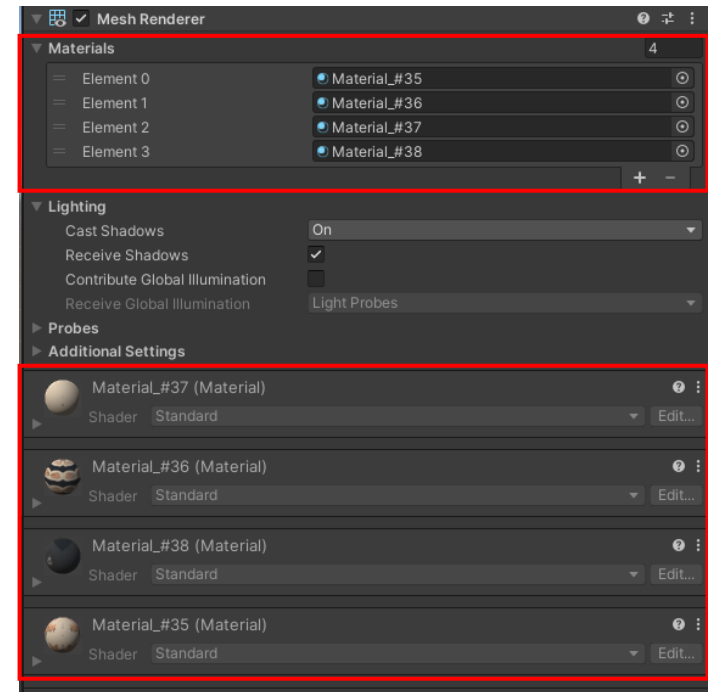 Mesh Renderer
Materials 4
Element 0 Material_#35
Element 1 Material_#36
Element 2 Material_#37
Element 3 Material_#38
+ -
Lighting
Cast Shadows On
Receive Shadows
Contribute Global Illumination
Receive Global Illumination Light Probes
Probes
Additional Settings
Material_#37 (Material)
Shader Standard Edit...
Material_#36 (Material)
Shader Standard Edit...
Material_#38 (Material)
Shader Standard Edit...
Material_#35 (Material)
Shader Standard Edit...